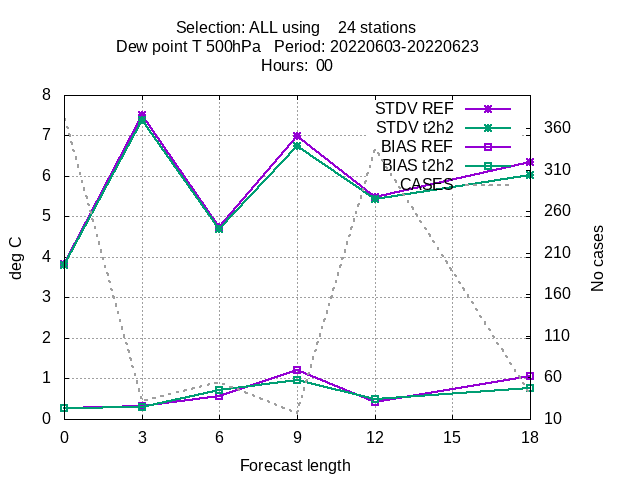 Selection: ALL using    24 stations
Dew point T 500hPa   Period: 20220603-20220623
Hours:  00
STDV REF
STDV t2h2
BIAS REF
BIAS t2h2
CASES
8
7
6
5
4
3
2
1
0
deg C
360
310
260
210
160
110
60
10
No cases
0 3 6 9 12 15 18
Forecast length